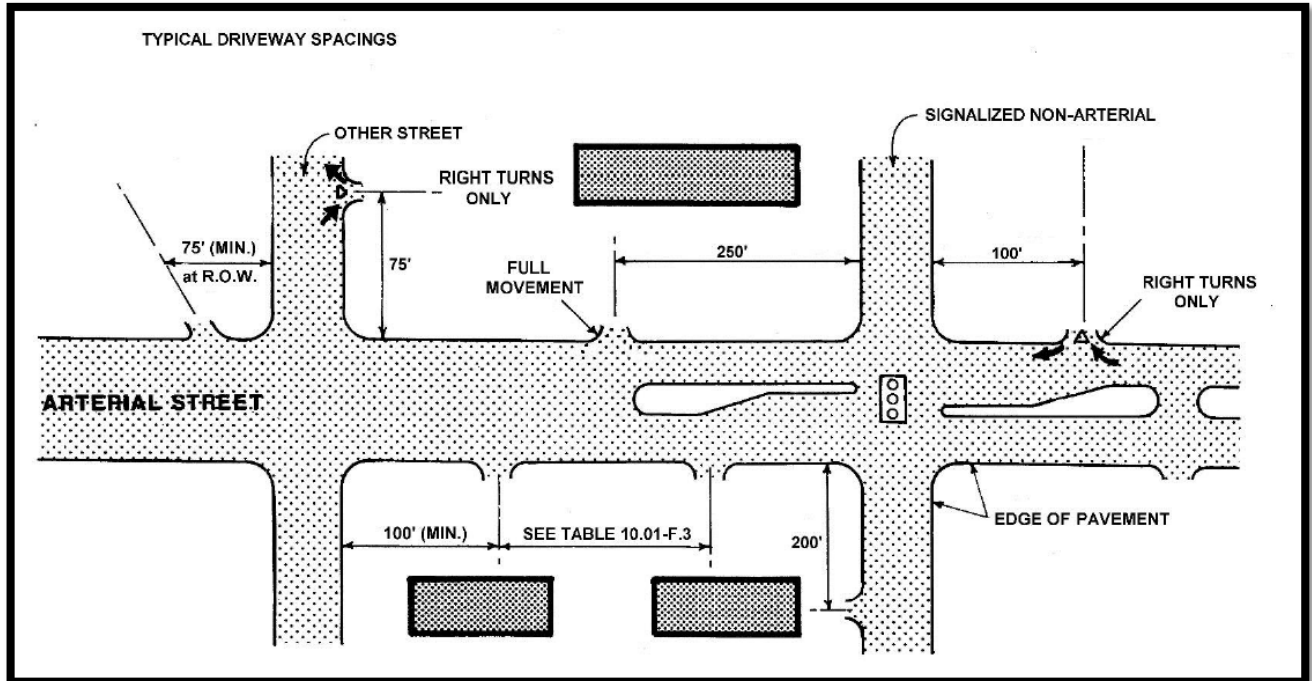 TYPICAL DRIVEWAY SPACINGS
OTHER STREET
SIGNALIZED NON-ARTERIAL
RIGHT TURNS
ONLY
75' (MIN.)
at R.O.W.
75'
FULL
MOVEMENT
250'
100'
RIGHT TURNS
ONLY
ARTERIAL STREET
100' (MIN.)
SEE TABLE 10.01-F.3
200'
EDGE OF PAVEMENT